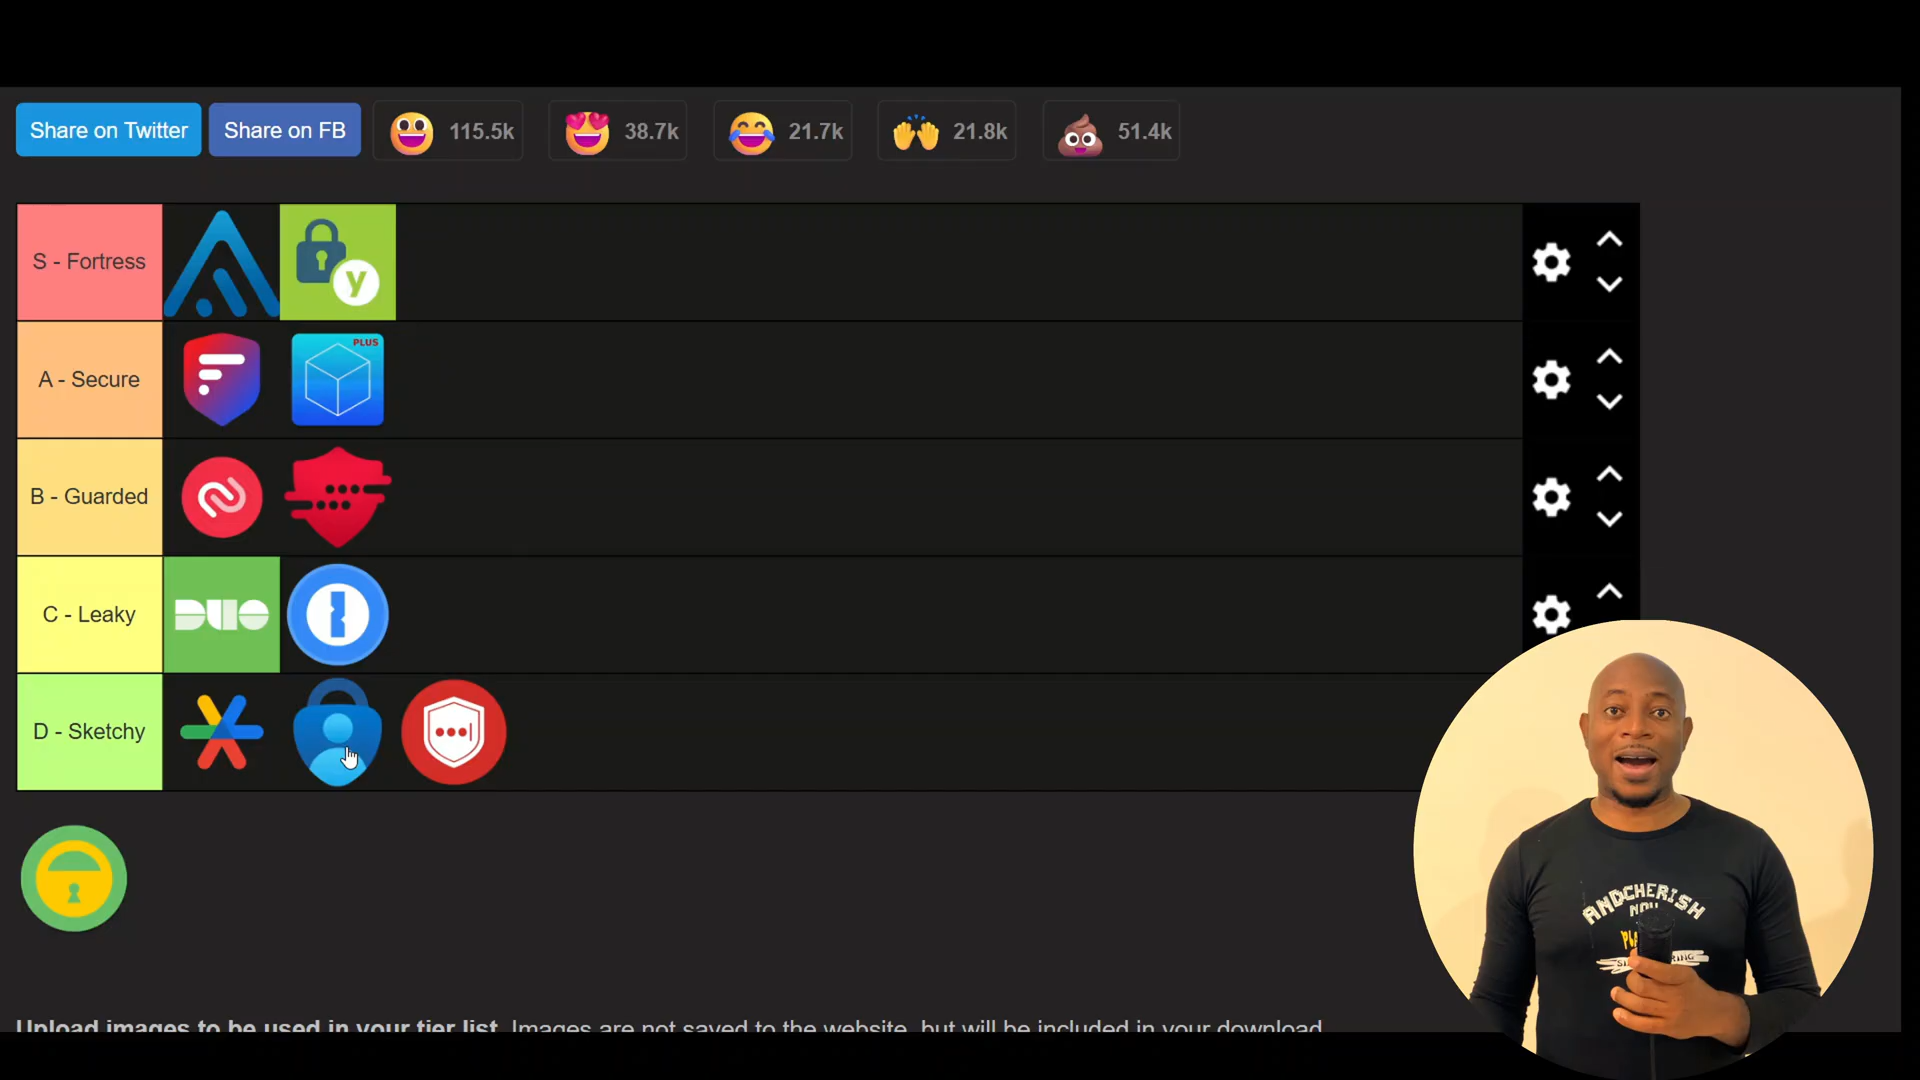 Share on Twitter
Share on FB
115.5k
38.7k
21.7k
21.8k
51.4k
S - Fortress
y
A - Secure
PLUS
B - Guarded
C - Leaky
DUO
D - Sketchy
ANDCHERISH
NOW
Upload images to be used in your tier list. Images are not saved to the website, but will be included in your download